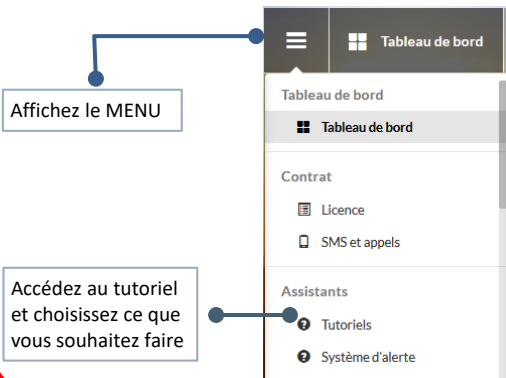 Tableau de bord
Affichez le MENU
Tableau de bord
Tableau de bord
Contrat
Licence
SMS et appels
Accédez au tutoriel
et choisissez ce que
vous souhaitez faire
Assistants
Tutoriels
Système d'alerte